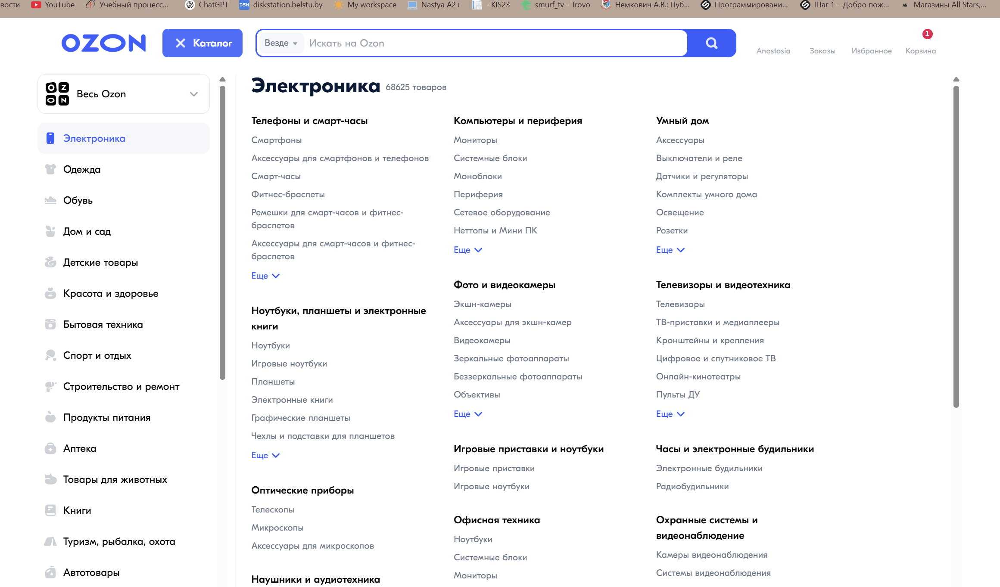 вости
YouTube
Учебный процесс...
ChatGPT
DSM
diskstation.belstu.by
My workspace
Nastya A2+
- KIS23
smurf_tv - Trovo
Немкович А.В.: Пуб...
Программировани...
Шаг 1 – Добро пож...
Магазины All Stars,...
OZON
Каталог
Везде
Искать на Ozon
Anastasia
Заказы
Избранное
1
Корзина
OZ
ON
Весь Ozon
Электроника
Одежда
Обувь
Дом и сад
Детские товары
Красота и здоровье
Бытовая техника
Спорт и отдых
Строительство и ремонт
Продукты питания
Аптека
Товары для животных
Книги
Туризм, рыбалка, охота
Автотовары
Электроника 68625 товаров
Телефоны и смарт-часы
Смартфоны
Аксессуары для смартфонов и телефонов
Смарт-часы
Фитнес-браслеты
Ремешки для смарт-часов и фитнес-
браслетов
Аксессуары для смарт-часов и фитнес-
браслетов
Еще
Ноутбуки, планшеты и электронные
книги
Ноутбуки
Игровые ноутбуки
Планшеты
Электронные книги
Графические планшеты
Чехлы и подставки для планшетов
Еще
Оптические приборы
Телескопы
Микроскопы
Аксессуары для микроскопов
Наушники и аудиотехника
Компьютеры и периферия
Мониторы
Системные блоки
Моноблоки
Периферия
Сетевое оборудование
Неттопы и Мини ПК
Еще
Фото и видеокамеры
Экшн-камеры
Аксессуары для экшн-камер
Видеокамеры
Зеркальные фотоаппараты
Беззеркальные фотоаппараты
Объективы
Еще
Игровые приставки и ноутбуки
Игровые приставки
Игровые ноутбуки
Офисная техника
Ноутбуки
Системные блоки
Мониторы
Умный дом
Аксессуары
Выключатели и реле
Датчики и регуляторы
Комплекты умного дома
Освещение
Розетки
Еще
Телевизоры и видеотехника
Телевизоры
ТВ-приставки и медиаплееры
Кронштейны и крепления
Цифровое и спутниковое ТВ
Онлайн-кинотеатры
Пульты ДУ
Еще
Часы и электронные будильники
Электронные будильники
Радиобудильники
Охранные системы и
видеонаблюдение
Камеры видеонаблюдения
Системы видеонаблюдения